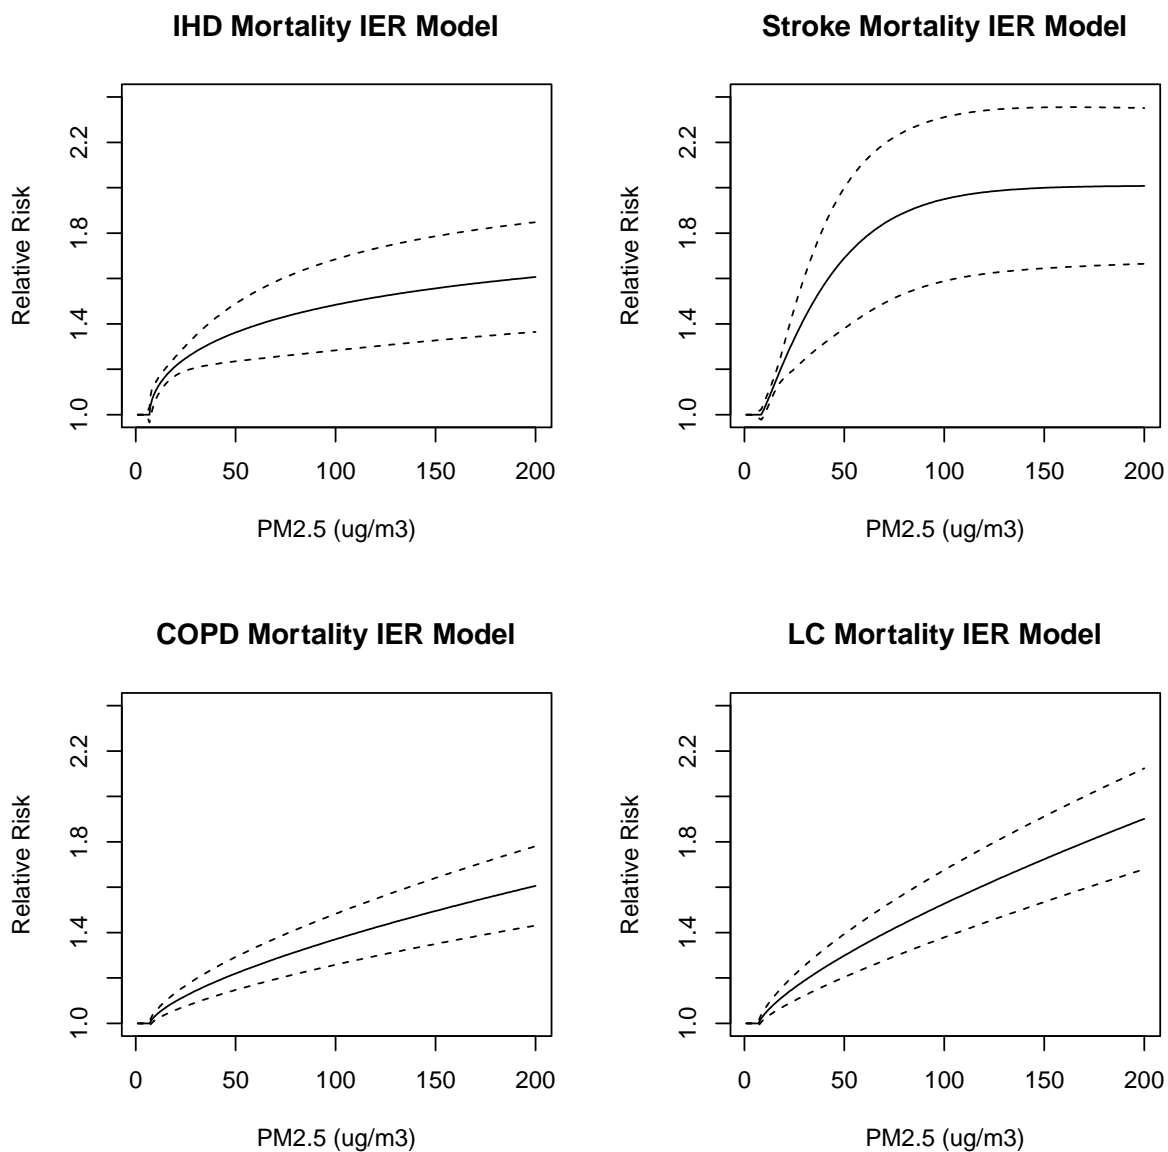 IHD Mortality IER Model
Relative Risk
1.0 1.4 1.8 2.2
0 50 100 150 200
PM2.5 (ug/m3)
Stroke Mortality IER Model
Relative Risk
1.0 1.4 1.8 2.2
0 50 100 150 200
PM2.5 (ug/m3)
COPD Mortality IER Model
Relative Risk
1.0 1.4 1.8 2.2
0 50 100 150 200
PM2.5 (ug/m3)
LC Mortality IER Model
Relative Risk
1.0 1.4 1.8 2.2
0 50 100 150 200
PM2.5 (ug/m3)